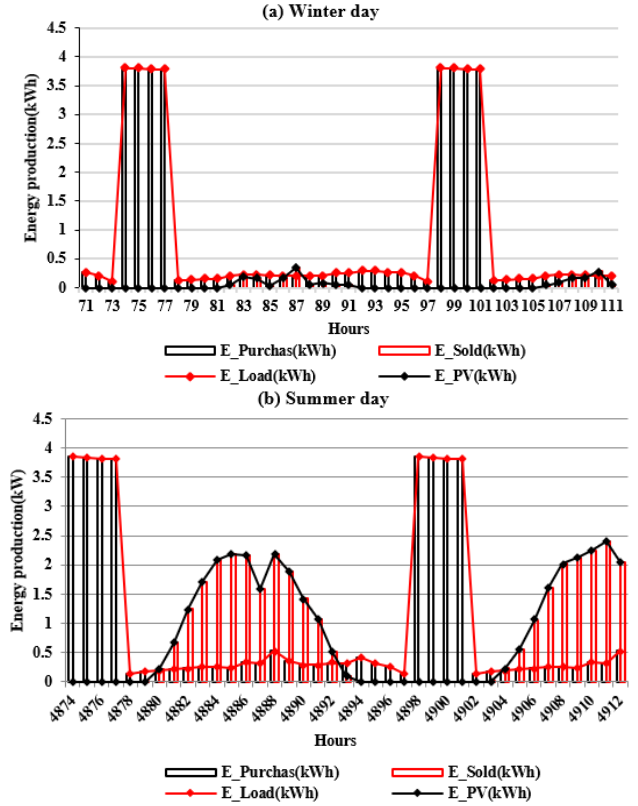 (a) Winter day
4.5
4
3.5
3
2.5
2
1.5
1
0.5
0
Energy production(kWh)
71 73 75 77 79 81 83 85 87 89 91 93 95 97 99 101 103 105 107 109 111
Hours
E_Purchas(kWh) E_Sold(kWh)
E_Load(kWh) E_PV(kWh)
(b) Summer day
4.5
4
3.5
3
2.5
2
1.5
1
0.5
0
Energy production(kW)
4874 4876 4878 4880 4882 4884 4886 4888 4890 4892 4894 4896 4898 4900 4902 4904 4906 4908 4910 4912
Hours
E_Purchas(kWh) E_Sold(kWh)
E_Load(kWh) E_PV(kWh)